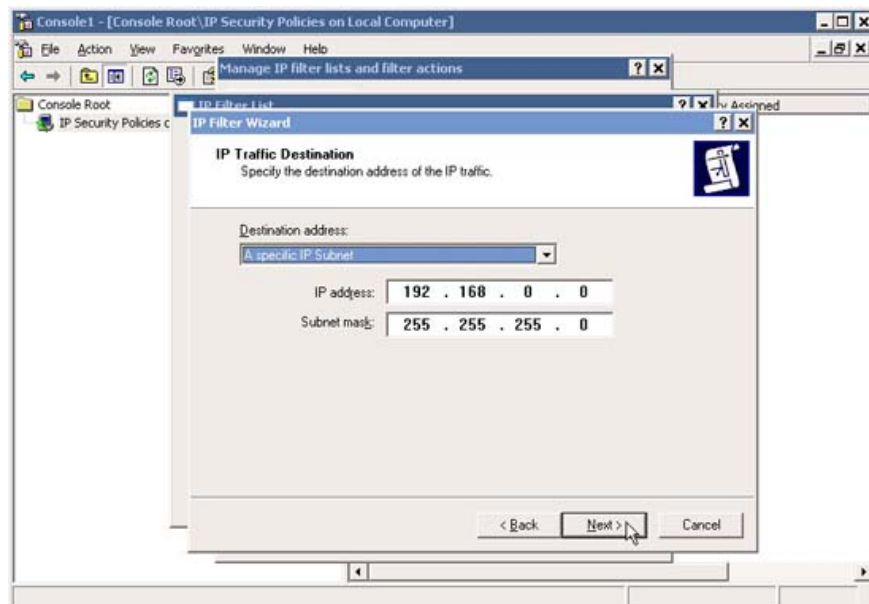 Console1 - [Console Root\IP Security Policies on Local Computer]
File Action View Favorites Window Help
Manage IP filter lists and filter actions
Console Root
IP Security Policies c
IP Filter List
y Assigned
IP Filter Wizard
IP Traffic Destination
Specify the destination address of the IP traffic.
Destination address:
A specific IP Subnet
IP address: 192 . 168 . 0 . 0
Subnet mask: 255 . 255 . 255 . 0
< Back Next > Cancel